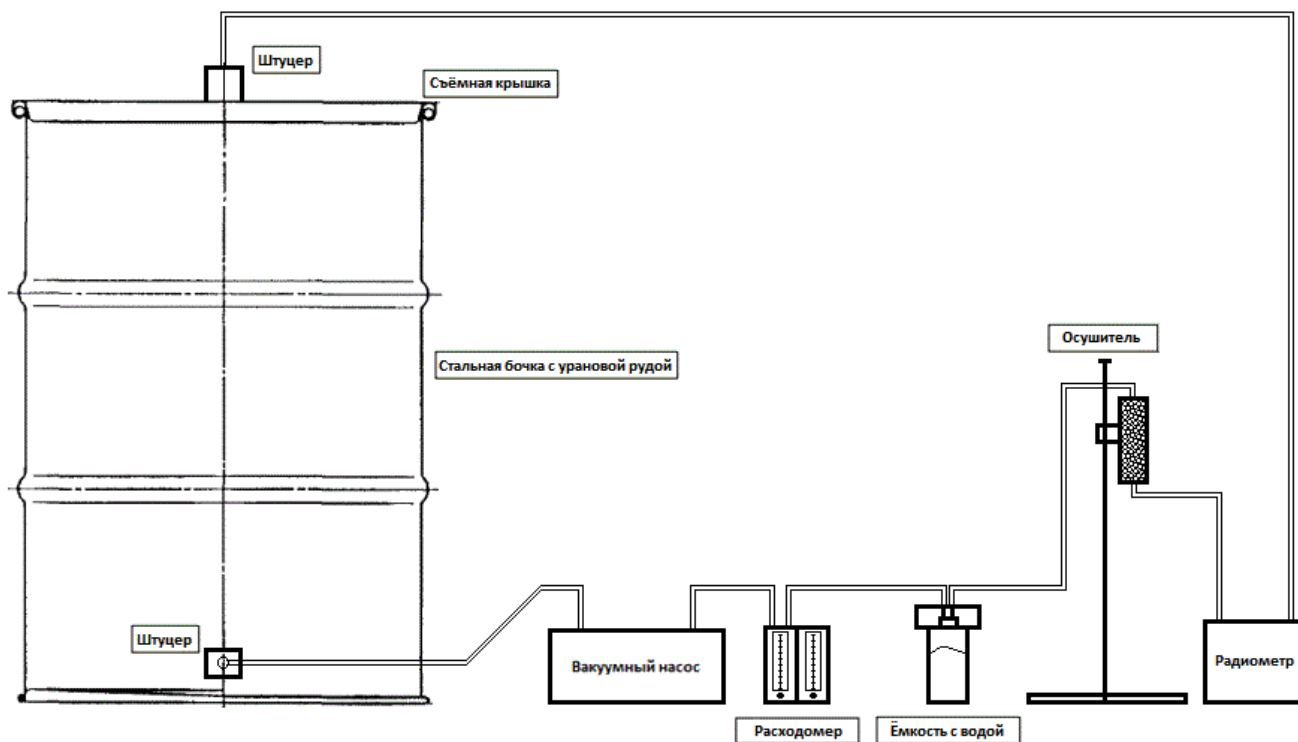 Штуцер
Съёмная крышка
Осушитель
Стальная бочка с урановой рудой
Штуцер
Вакуумный насос
Радиометр
Расходомер
Ёмкость с водой